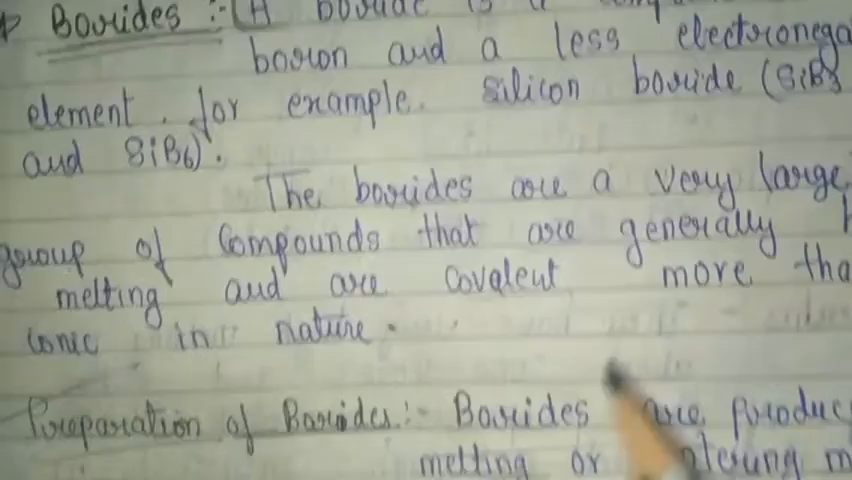 Borides :- A boride is a
boron and a less electronega
element. for example. silicon boride (SiB3
and SiB6).
The borides are a very large
group of compounds that are generally h
melting and are covalent more tha
ionic in nature.
Preparation of Borides:- Borides are produc
melting or m